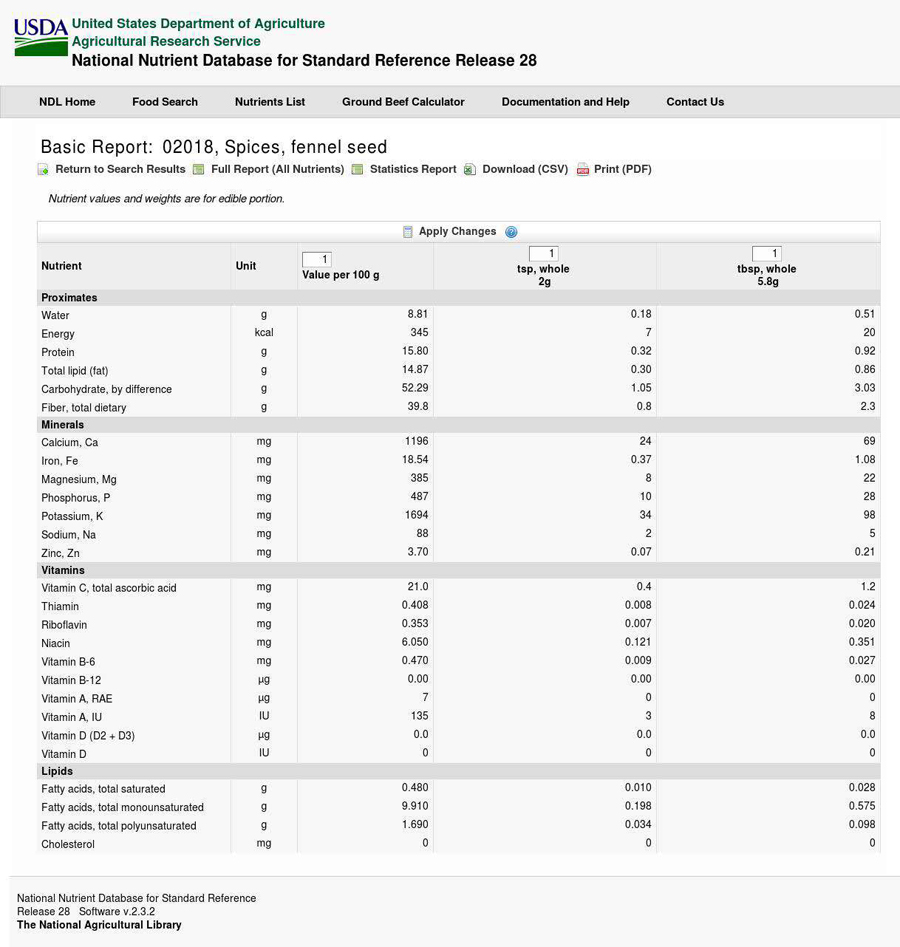 USDA United States Department of Agriculture
Agricultural Research Service
National Nutrient Database for Standard Reference Release 28
NDL Home Food Search Nutrients List Ground Beef Calculator Documentation and Help Contact Us
Basic Report: 02018, Spices, fennel seed
Return to Search Results Full Report (All Nutrients) Statistics Report Download (CSV) Print (PDF)
Nutrient values and weights are for edible portion.
Apply Changes ?
Nutrient Unit 1 Value per 100 g 1 tsp, whole 2g 1 tbsp, whole 5.8g
Proximates
Water g 8.81 0.18 0.51
Energy kcal 345 7 20
Protein g 15.80 0.32 0.92
Total lipid (fat) g 14.87 0.30 0.86
Carbohydrate, by difference g 52.29 1.05 3.03
Fiber, total dietary g 39.8 0.8 2.3
Minerals
Calcium, Ca mg 1196 24 69
Iron, Fe mg 18.54 0.37 1.08
Magnesium, Mg mg 385 8 22
Phosphorus, P mg 487 10 28
Potassium, K mg 1694 34 98
Sodium, Na mg 88 2 5
Zinc, Zn mg 3.70 0.07 0.21
Vitamins
Vitamin C, total ascorbic acid mg 21.0 0.4 1.2
Thiamin mg 0.408 0.008 0.024
Riboflavin mg 0.353 0.007 0.020
Niacin mg 6.050 0.121 0.351
Vitamin B-6 mg 0.470 0.009 0.027
Vitamin B-12 µg 0.00 0.00 0.00
Vitamin A, RAE µg 7 0 0
Vitamin A, IU IU 135 3 8
Vitamin D (D2 + D3) µg 0.0 0.0 0.0
Vitamin D IU 0 0 0
Lipids
Fatty acids, total saturated g 0.480 0.010 0.028
Fatty acids, total monounsaturated g 9.910 0.198 0.575
Fatty acids, total polyunsaturated g 1.690 0.034 0.098
Cholesterol mg 0 0 0
National Nutrient Database for Standard Reference
Release 28 Software v.2.3.2
The National Agricultural Library